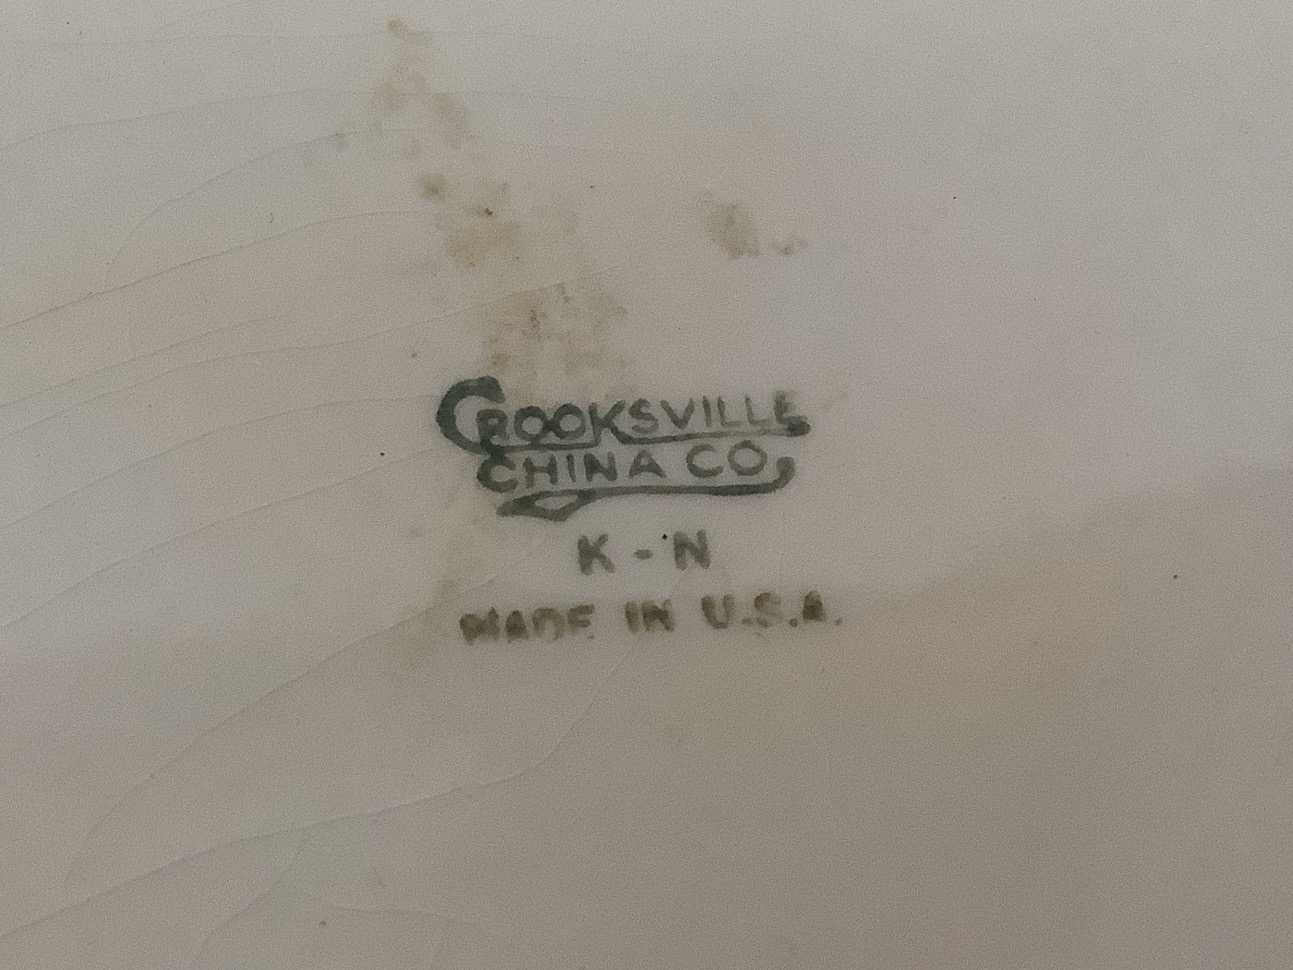 CROOKSVILLE
CHINA CO
K - N
MADE IN U.S.A.